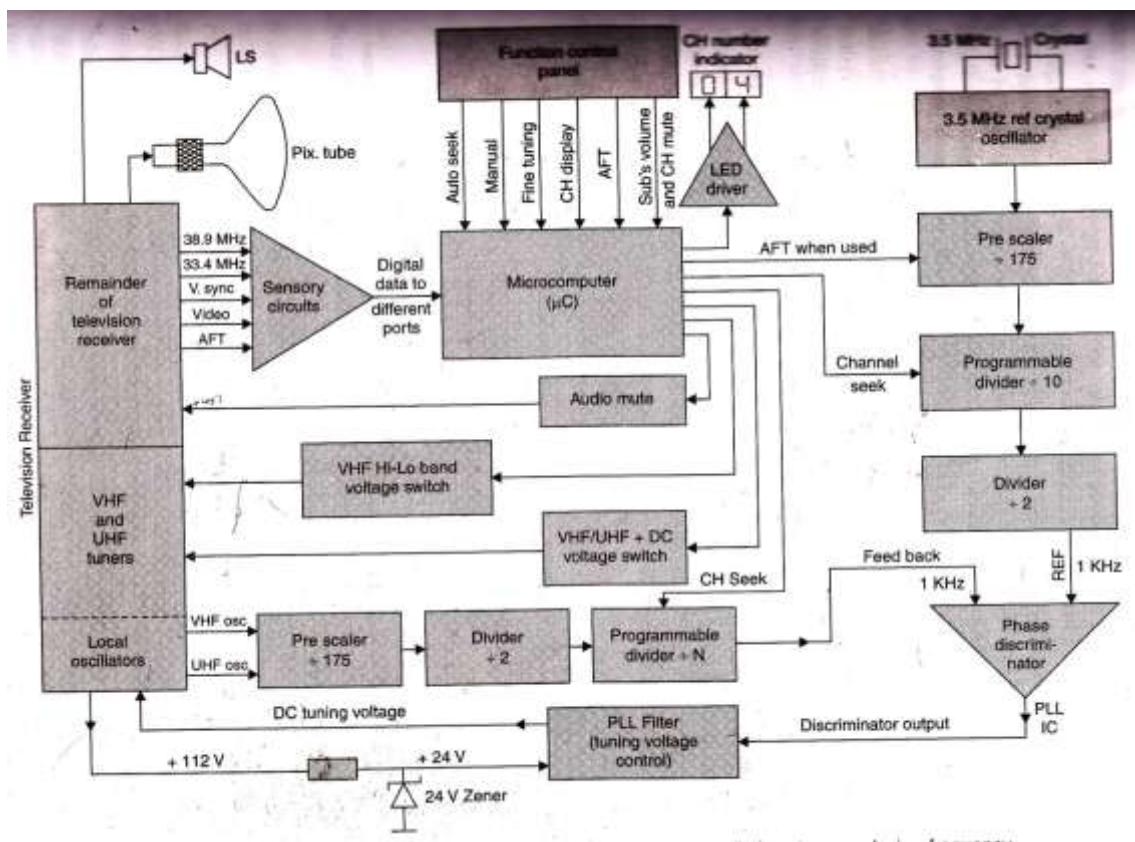 LS
Pix. tube
Function control
panel
CH number
indicator
0 4
3.5 MHz
Crystal
3.5 MHz ref crystal
oscillator
Auto seek
Manual
Fine tuning
CH display
AFT
Sub's volume
and CH mute
LED
driver
Television Receiver
Remainder
of
television
receiver
38.9 MHz
33.4 MHz
V. sync
Video
AFT
Sensory
circuits
Digital
data to
different
ports
Microcomputer
(μC)
AFT when used
Pre scaler
÷ 175
Channel
seek
Programmable
divider ÷ 10
Audio mute
VHF Hi-Lo band
voltage switch
Divider
÷ 2
VHF
and
UHF
tuners
VHF/UHF + DC
voltage switch
CH Seek
Feed back
1 KHz
REF
1 KHz
Local
oscillators
VHF osc
UHF osc
Pre scaler
÷ 175
Divider
÷ 2
Programmable
divider ÷ N
Phase
discrimi-
nator
PLL
IC
DC tuning voltage
PLL Filter
(tuning voltage
control)
Discriminator output
+ 112 V
+ 24 V
24 V Zener
frequency